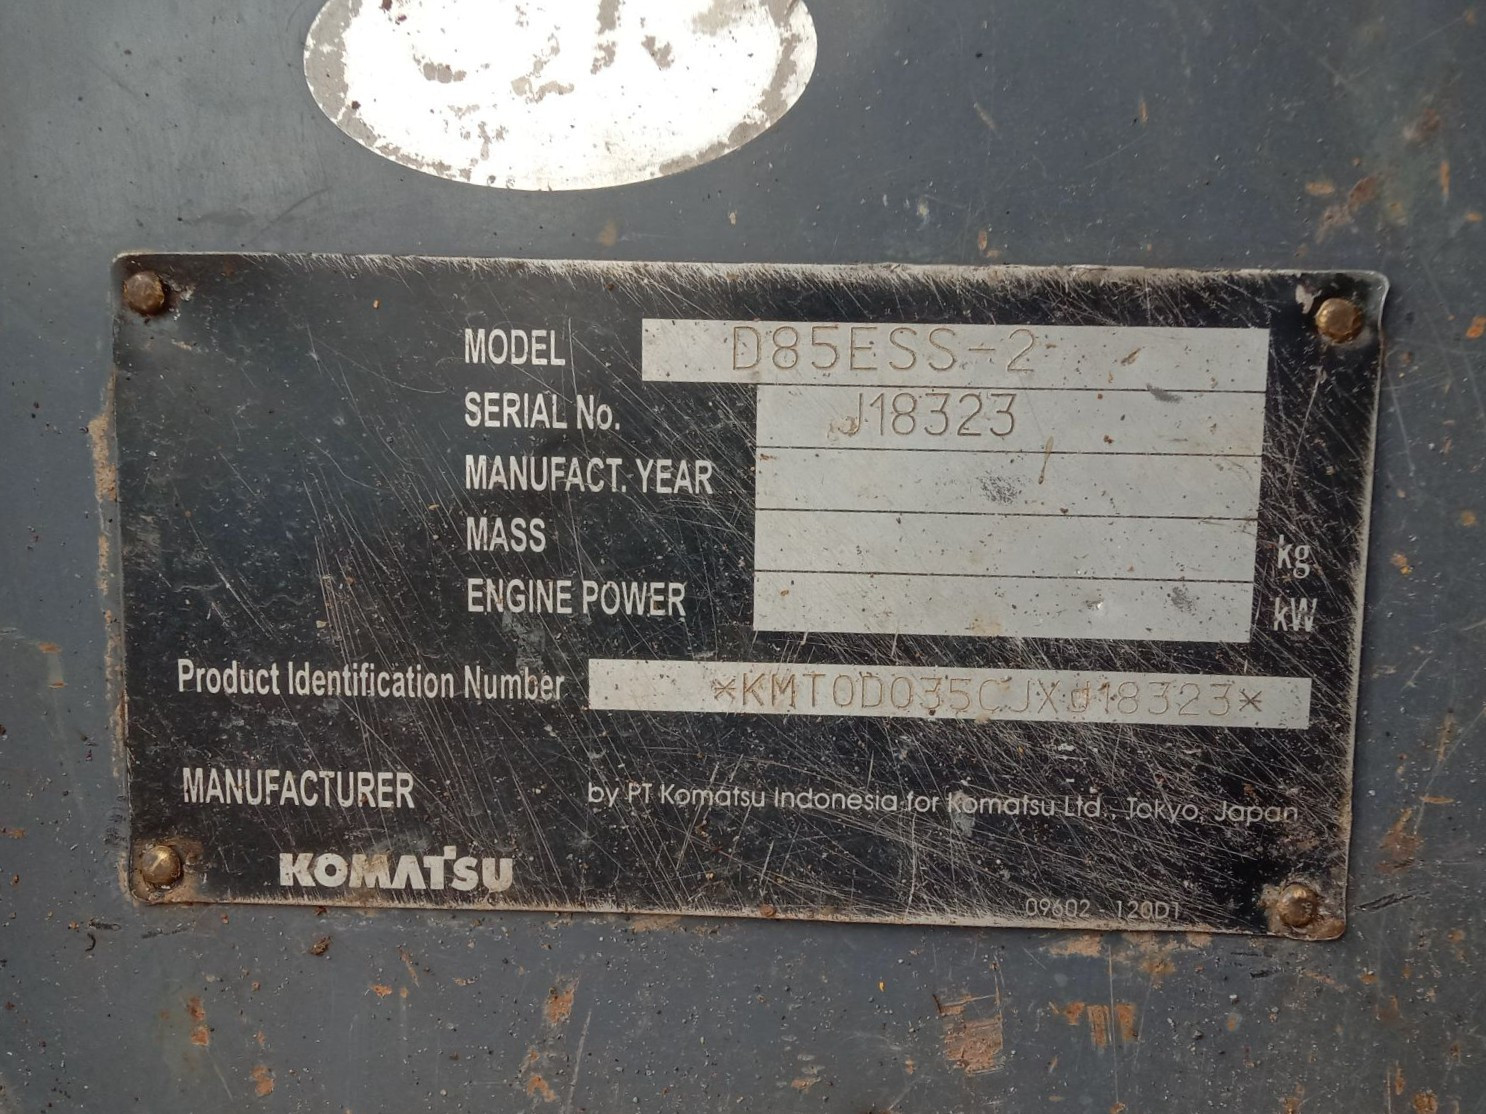 MODEL D85ESS-2
SERIAL No. J18323
MANUFACT. YEAR
MASS kg
ENGINE POWER kW
Product Identification Number *KMT0D035CJXJ18323*
MANUFACTURER by PT Komatsu Indonesia for Komatsu Ltd., Tokyo, Japan
KOMATSU
09602 120D1